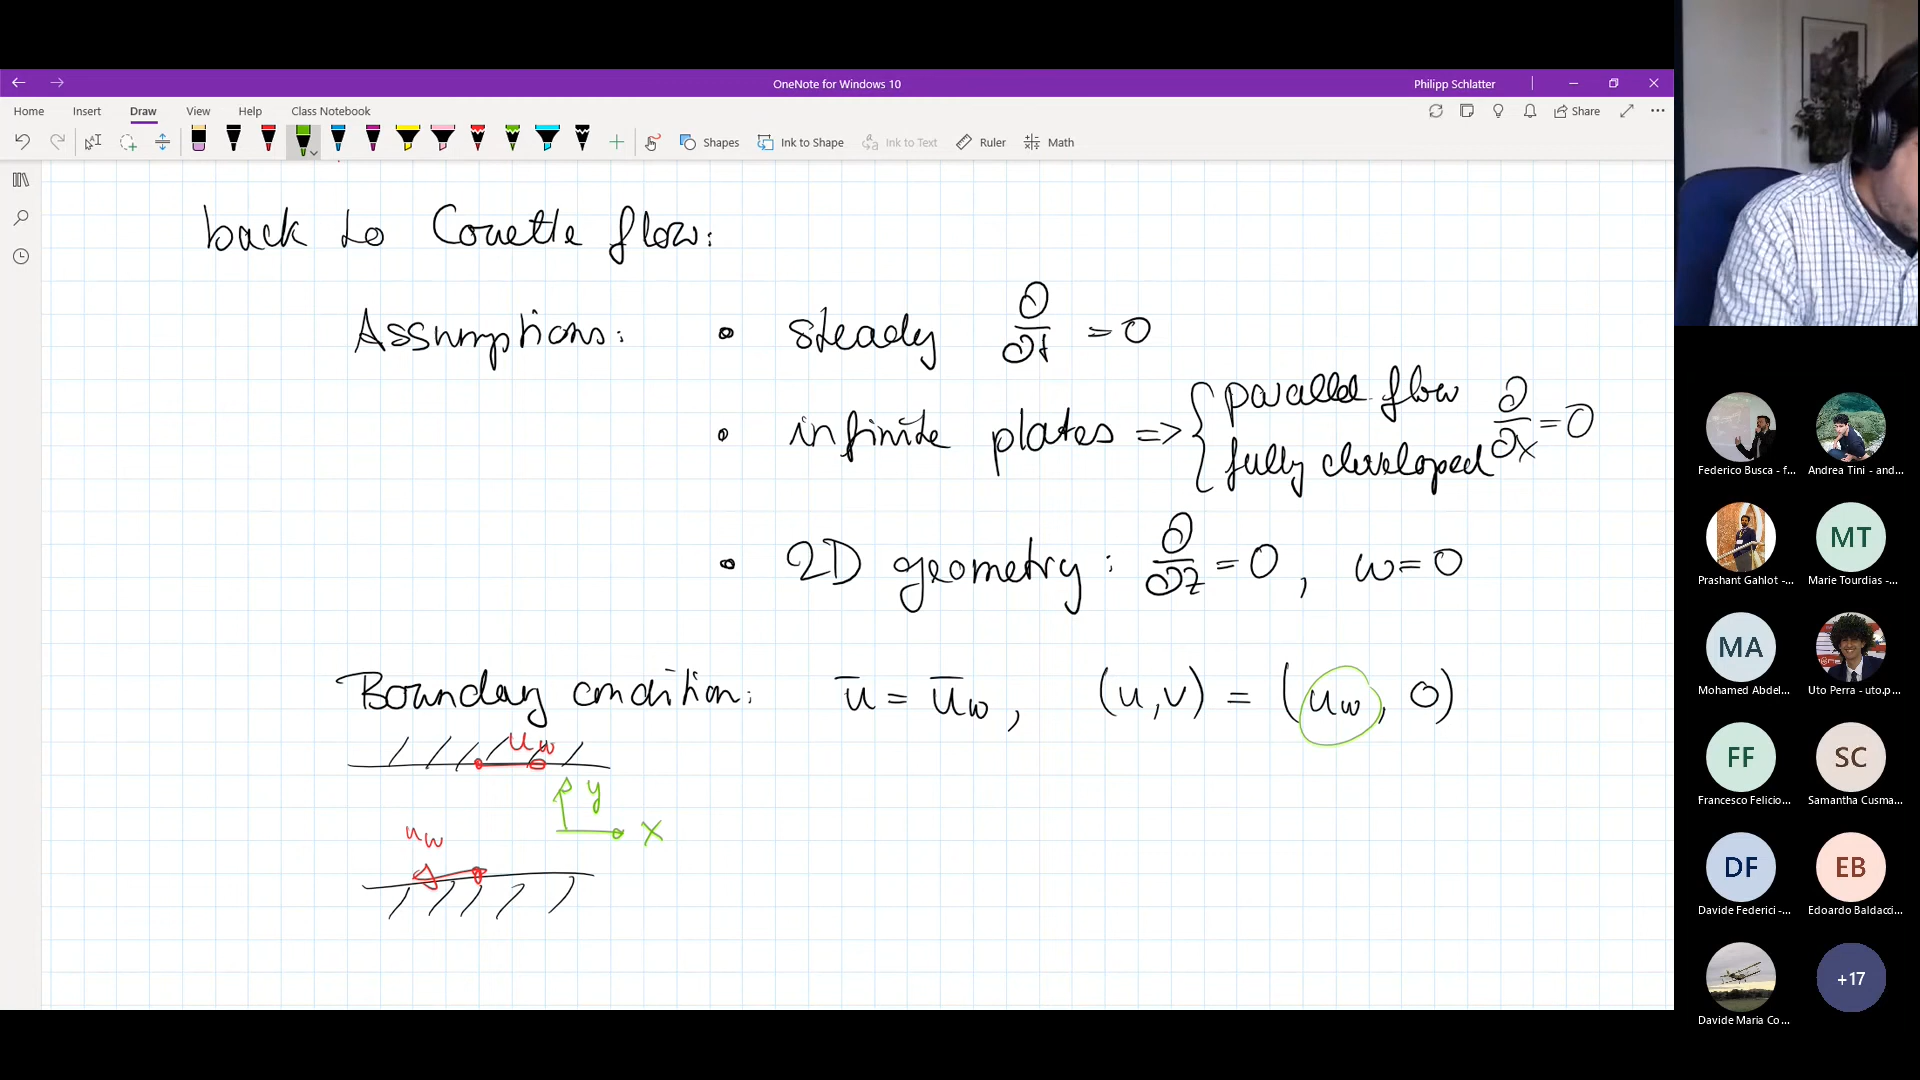 OneNote for Windows 10
Philipp Schlatter
Home Insert Draw View Help Class Notebook
Share
Shapes Ink to Shape Ink to Text Ruler Math
back to Couette flow:
Assumptions: • steady ∂/∂t = 0
• infinite plates => { parallel flow fully developed ∂/∂x = 0
• 2D geometry: ∂/∂z = 0, w = 0
Boundary condition: u̅ = u̅w, (u,v) = (uw, 0)
uw
y
x
uw
Federico Busca - f...
Andrea Tini - and...
Prashant Gahlot -...
MT
Marie Tourdias -...
MA
Mohamed Abdel...
Uto Perra - uto.p...
FF
Francesco Felicio...
SC
Samantha Cusma...
DF
Davide Federici -...
EB
Edoardo Baldacci...
Davide Maria Co...
+17